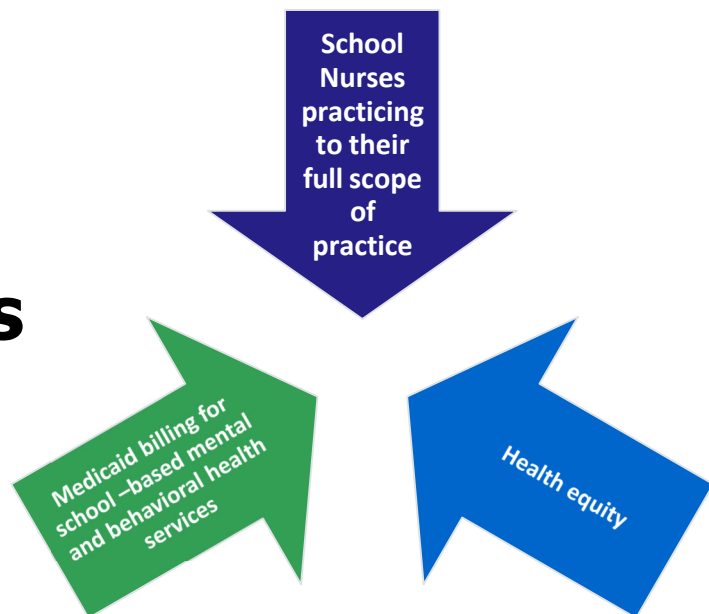 School
Nurses
practicing
to their
full scope
of
practice
s
Medicaid billing for
school –based mental
and behavioral health
services
Health equity